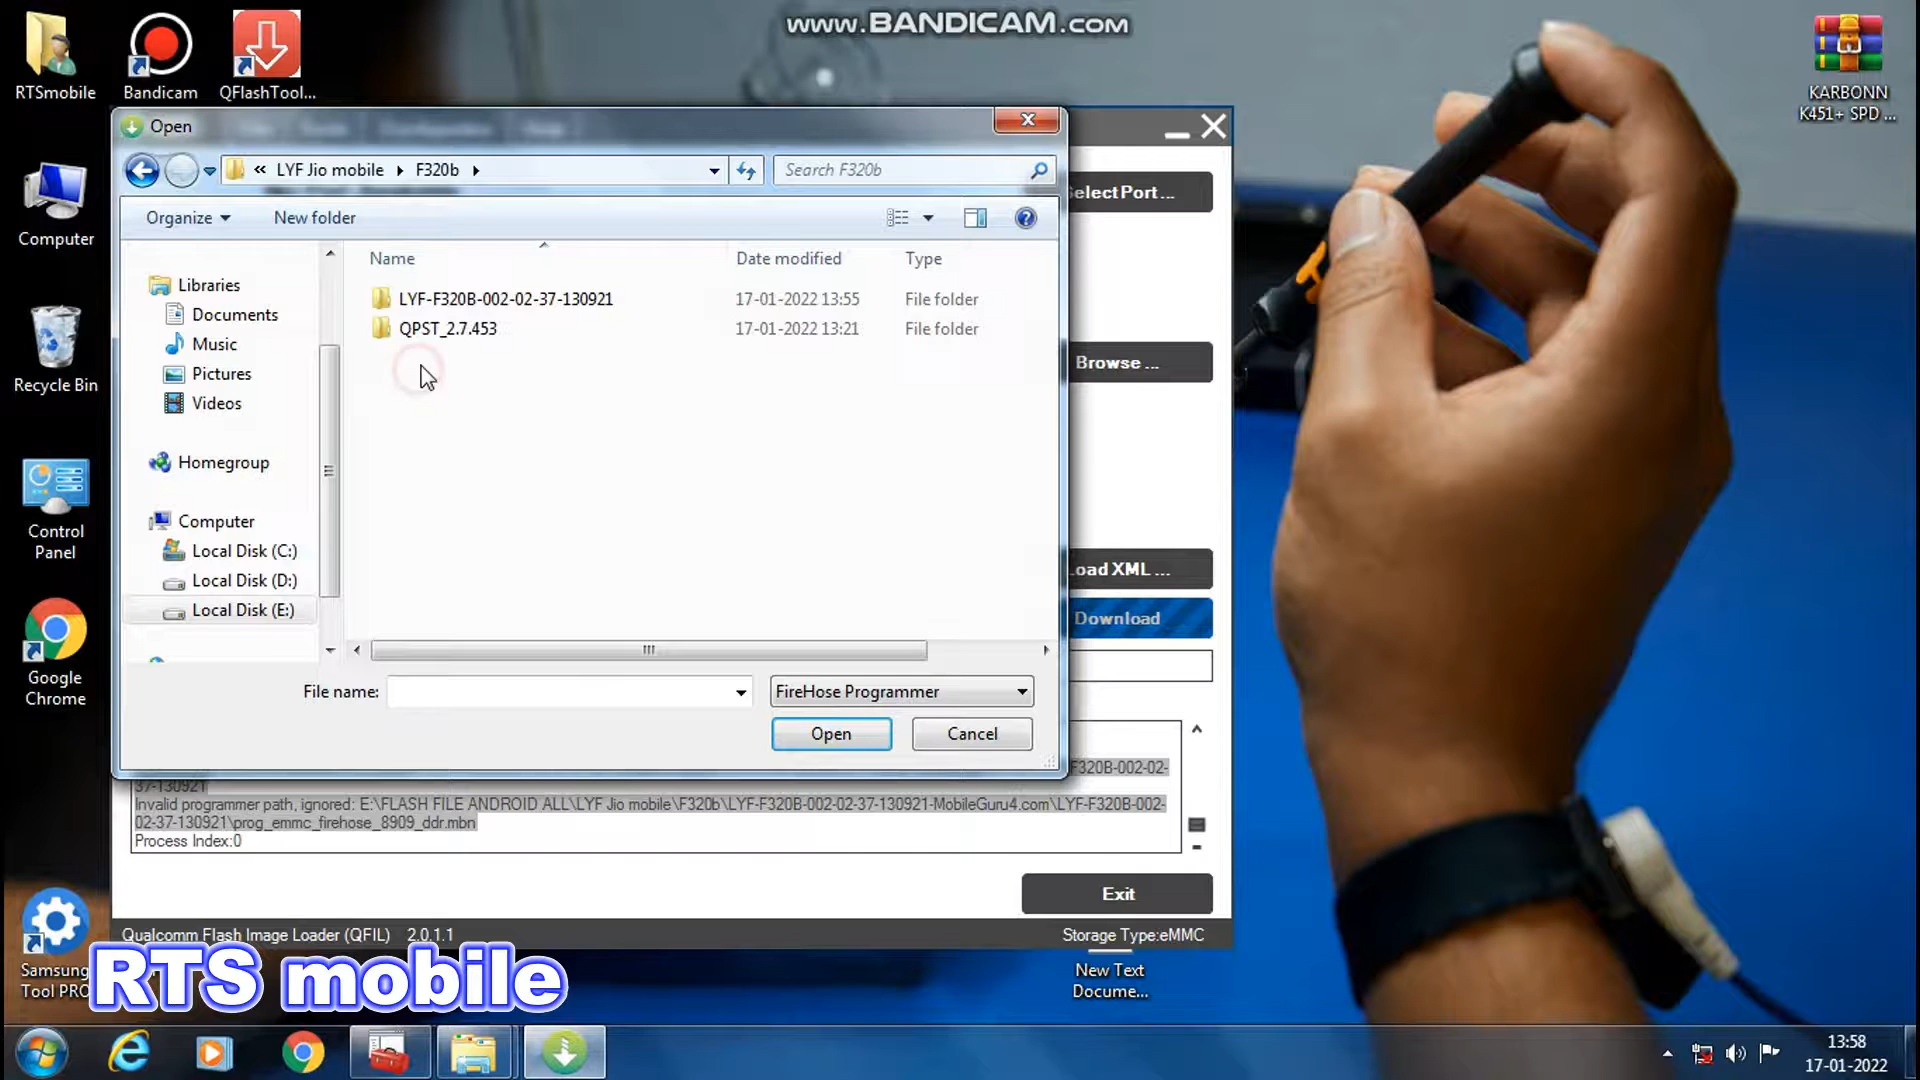 www.BANDICAM.com
RTSmobile
Bandicam
QFlashTool...
KARBONN
K451+ SPD ...
Open
« LYF Jio mobile
F320b
Search F320b
Organize
New folder
Name
Date modified
Type
LYF-F320B-002-02-37-130921
17-01-2022 13:55
File folder
QPST_2.7.453
17-01-2022 13:21
File folder
Libraries
Documents
Music
Pictures
Videos
Homegroup
Computer
Local Disk (C:)
Local Disk (D:)
Local Disk (E:)
File name:
FireHose Programmer
Open
Cancel
Computer
Recycle Bin
Control
Panel
Google
Chrome
Samsung
Tool PRO
electPort ...
Browse ...
oad XML ...
Download
F320B-002-02-
37-130921
Invalid programmer path, ignored: E:\FLASH FILE ANDROID ALL\LYF Jio mobile\F320b\LYF-F320B-002-02-37-130921-MobileGuru4.com\LYF-F320B-002-
02-37-130921\prog_emmc_firehose_8909_ddr.mbn
Process Index:0
Exit
Qualcomm Flash Image Loader (QFIL) 2.0.1.1
Storage Type:eMMC
RTS mobile
New Text
Docume...
13:58
17-01-2022